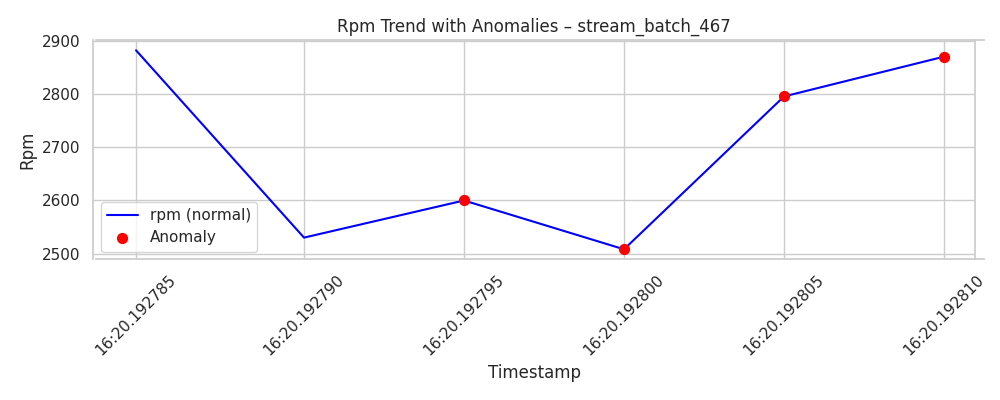 Rpm Trend with Anomalies – stream_batch_467
Rpm
2900
2800
2700
2600
2500
rpm (normal)
Anomaly
16:20.192785
16:20.192790
16:20.192795
16:20.192800
16:20.192805
16:20.192810
Timestamp